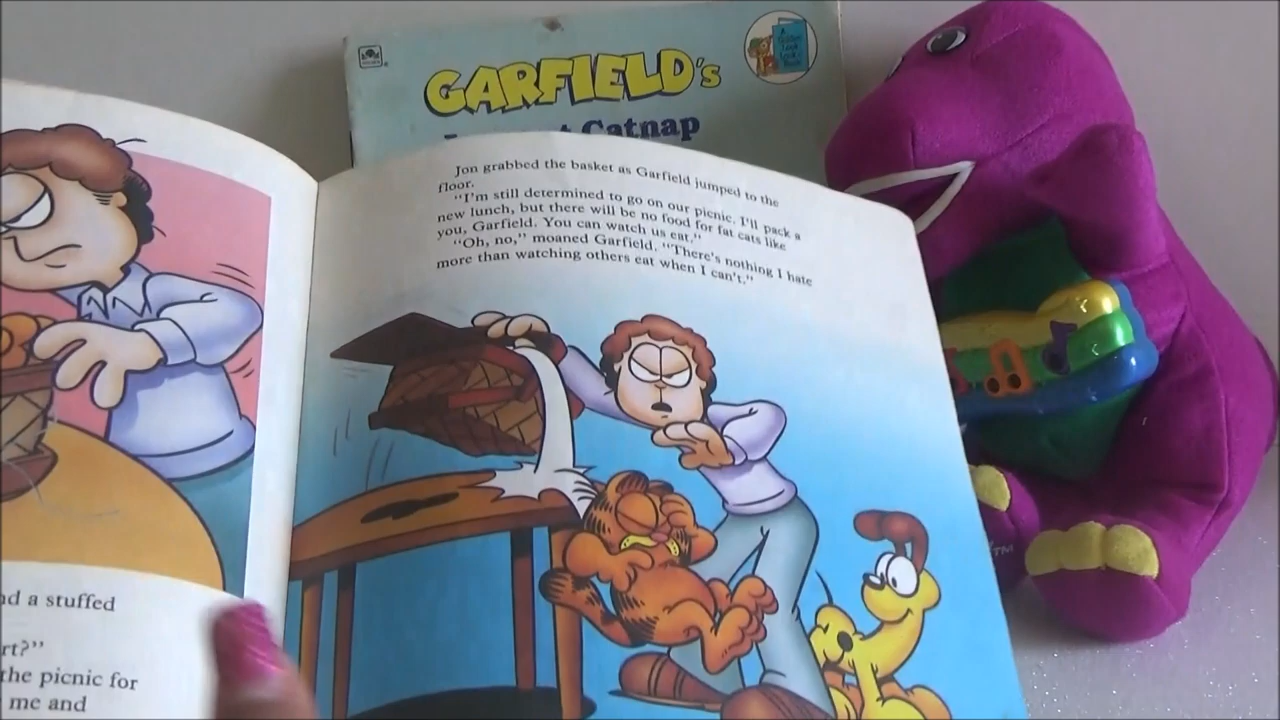 GARFIELD's
Catnap
Jon grabbed the basket as Garfield jumped to the
floor.
"I'm still determined to go on our picnic. I'll pack a
new lunch, but there will be no food for fat cats like
you, Garfield. You can watch us eat."
"Oh, no," moaned Garfield. "There's nothing I hate
more than watching others eat when I can't."
nd a stuffed
rt?"
the picnic for
me and
TM